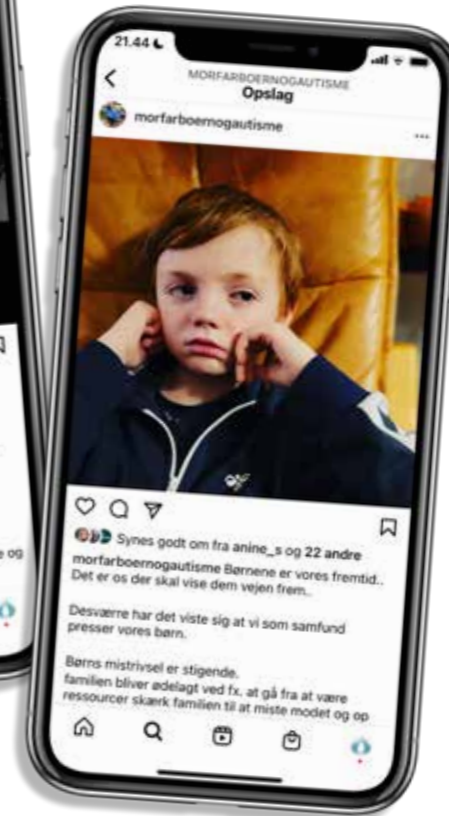 21.44
MORFARBOERNOGAUTISME
Opslag
morfarboernogautisme
Synes godt om fra anine_s og 22 andre
morfarboernogautisme Børnene er vores fremtid..
Det er os der skal vise dem vejen frem..
Desværre har det vist sig at vi som samfund
presser vores børn.
Børns mistrivsel er stigende.
familien bliver ødelagt ved fx. at gå fra at være
ressourcer skærk familien til at miste modet og op
og